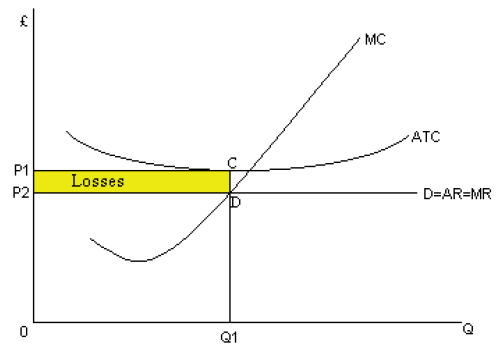 £
MC
ATC
P1
C
Losses
P2
D
D=AR=MR
0
Q1
Q